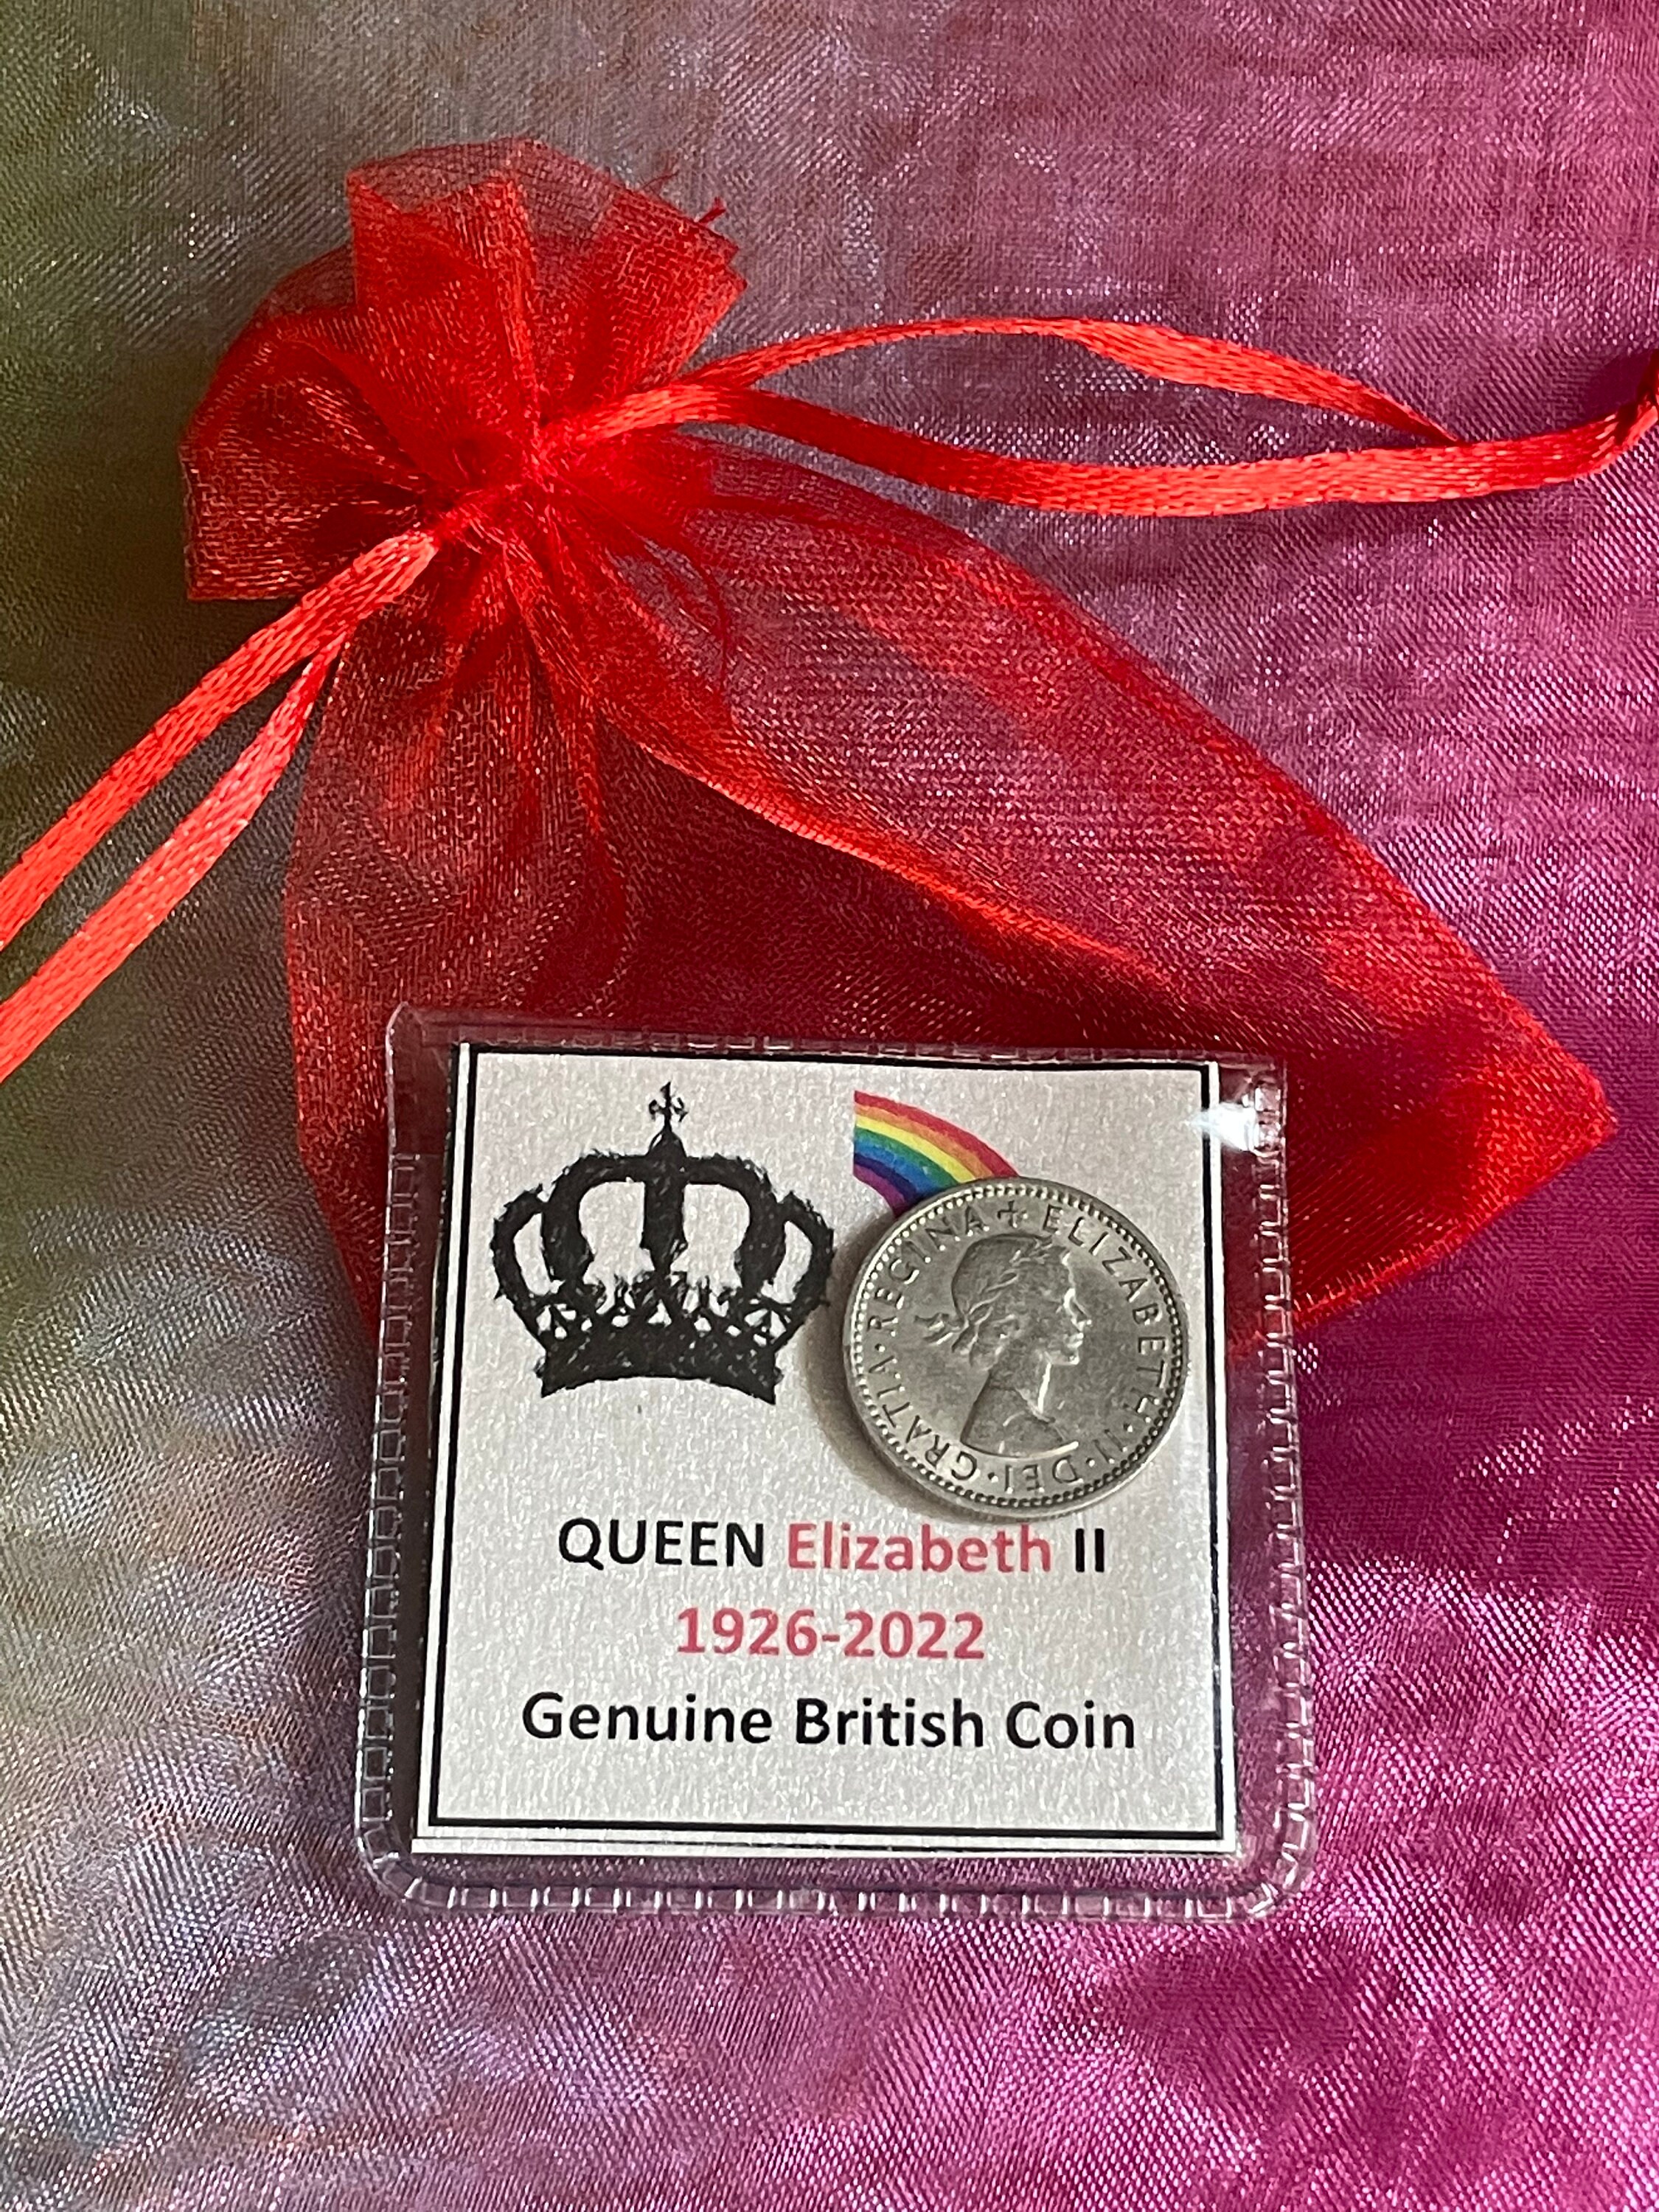 + ELIZABETH · II · DEI · GRATIA · REGINA
QUEEN Elizabeth II
1926-2022
Genuine British Coin